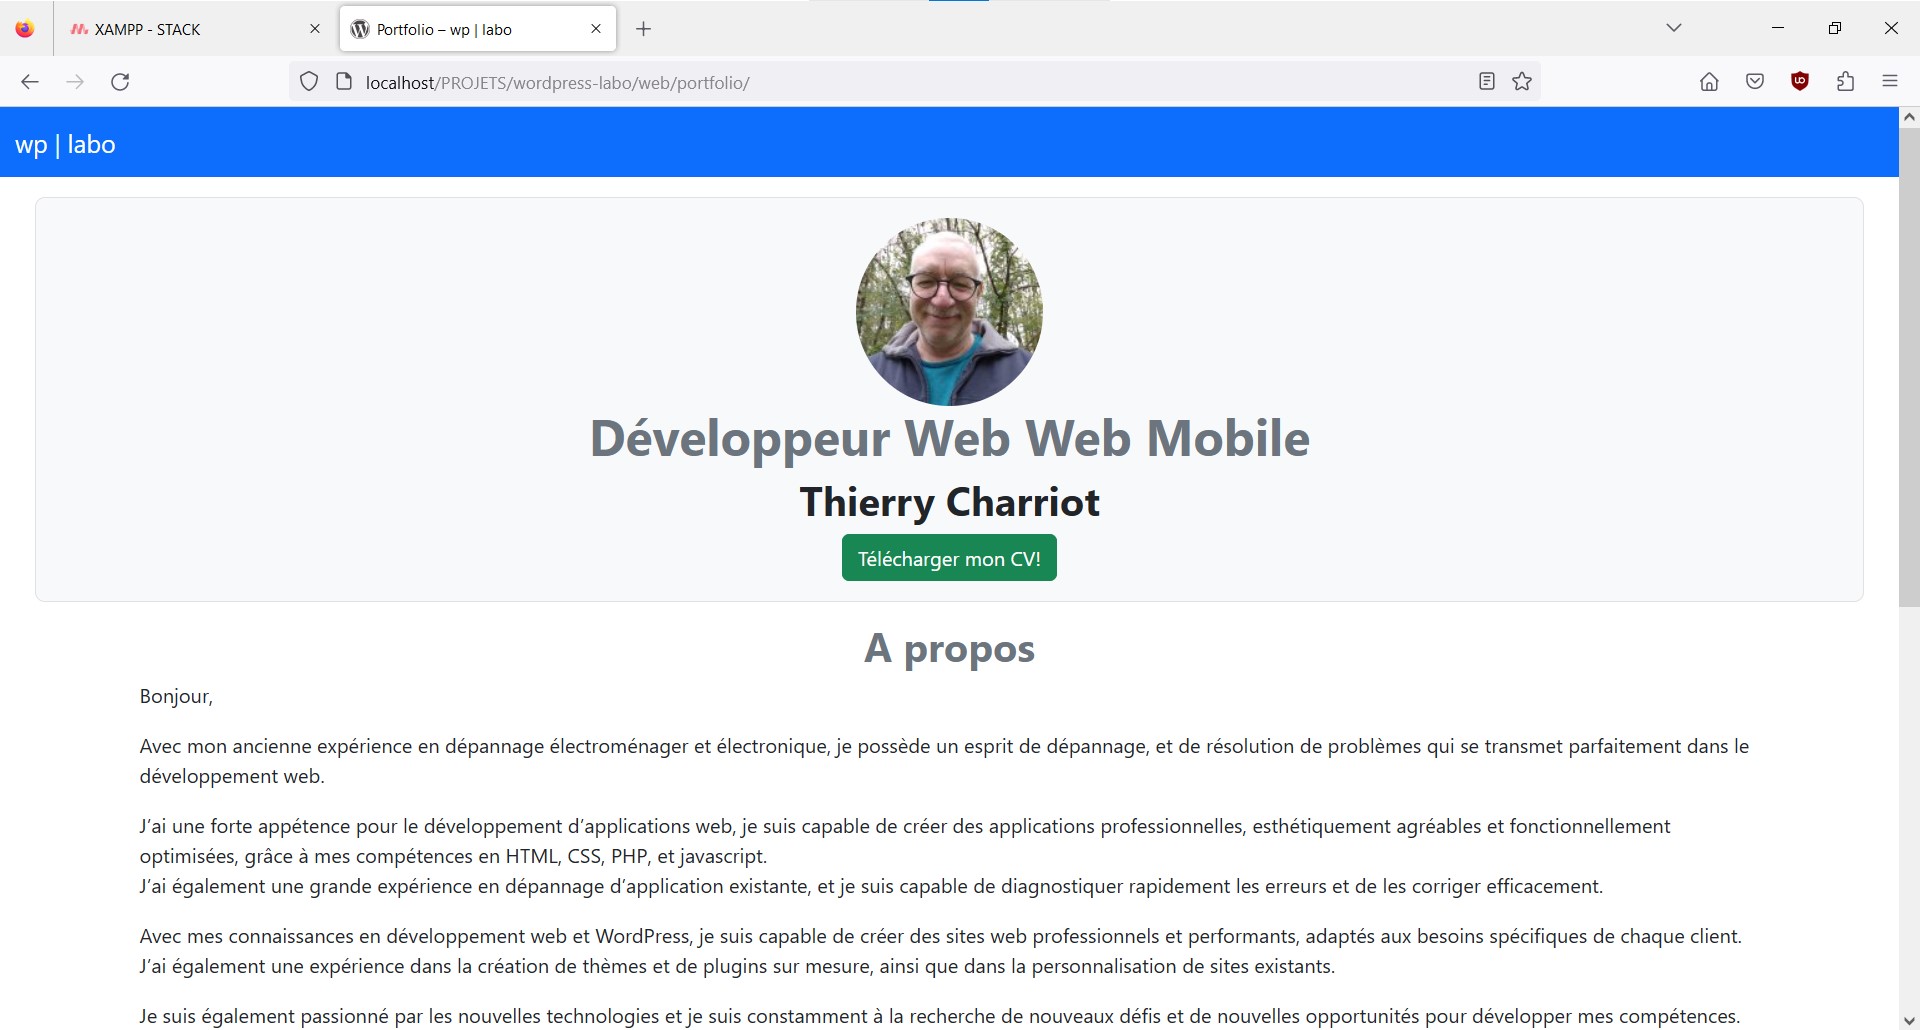 XAMPP - STACK
Portfolio – wp | labo
localhost/PROJETS/wordpress-labo/web/portfolio/
wp | labo
Développeur Web Web Mobile
Thierry Charriot
Télécharger mon CV!
A propos
Bonjour,
Avec mon ancienne expérience en dépannage électroménager et électronique, je possède un esprit de dépannage, et de résolution de problèmes qui se transmet parfaitement dans le
développement web.
J’ai une forte appétence pour le développement d’applications web, je suis capable de créer des applications professionnelles, esthétiquement agréables et fonctionnellement
optimisées, grâce à mes compétences en HTML, CSS, PHP, et javascript.
J’ai également une grande expérience en dépannage d’application existante, et je suis capable de diagnostiquer rapidement les erreurs et de les corriger efficacement.
Avec mes connaissances en développement web et WordPress, je suis capable de créer des sites web professionnels et performants, adaptés aux besoins spécifiques de chaque client.
J’ai également une expérience dans la création de thèmes et de plugins sur mesure, ainsi que dans la personnalisation de sites existants.
Je suis également passionné par les nouvelles technologies et je suis constamment à la recherche de nouveaux défis et de nouvelles opportunités pour développer mes compétences.